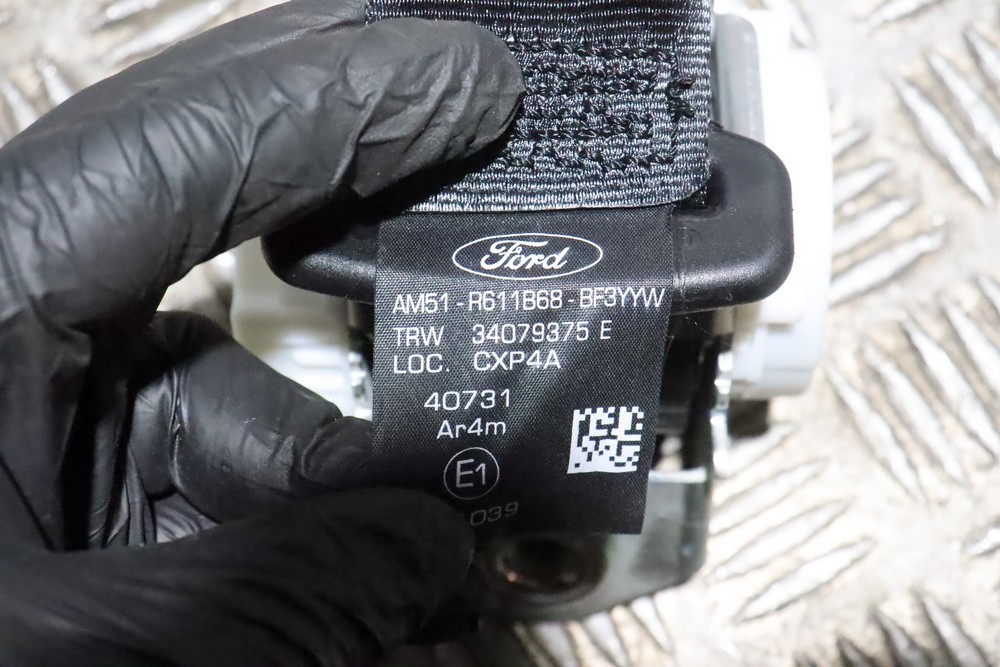 Ford
AM51 - R611B68 - BF3YYW
TRW 34079375 E
LOC. CXP4A
40731
Ar4m
E1
039